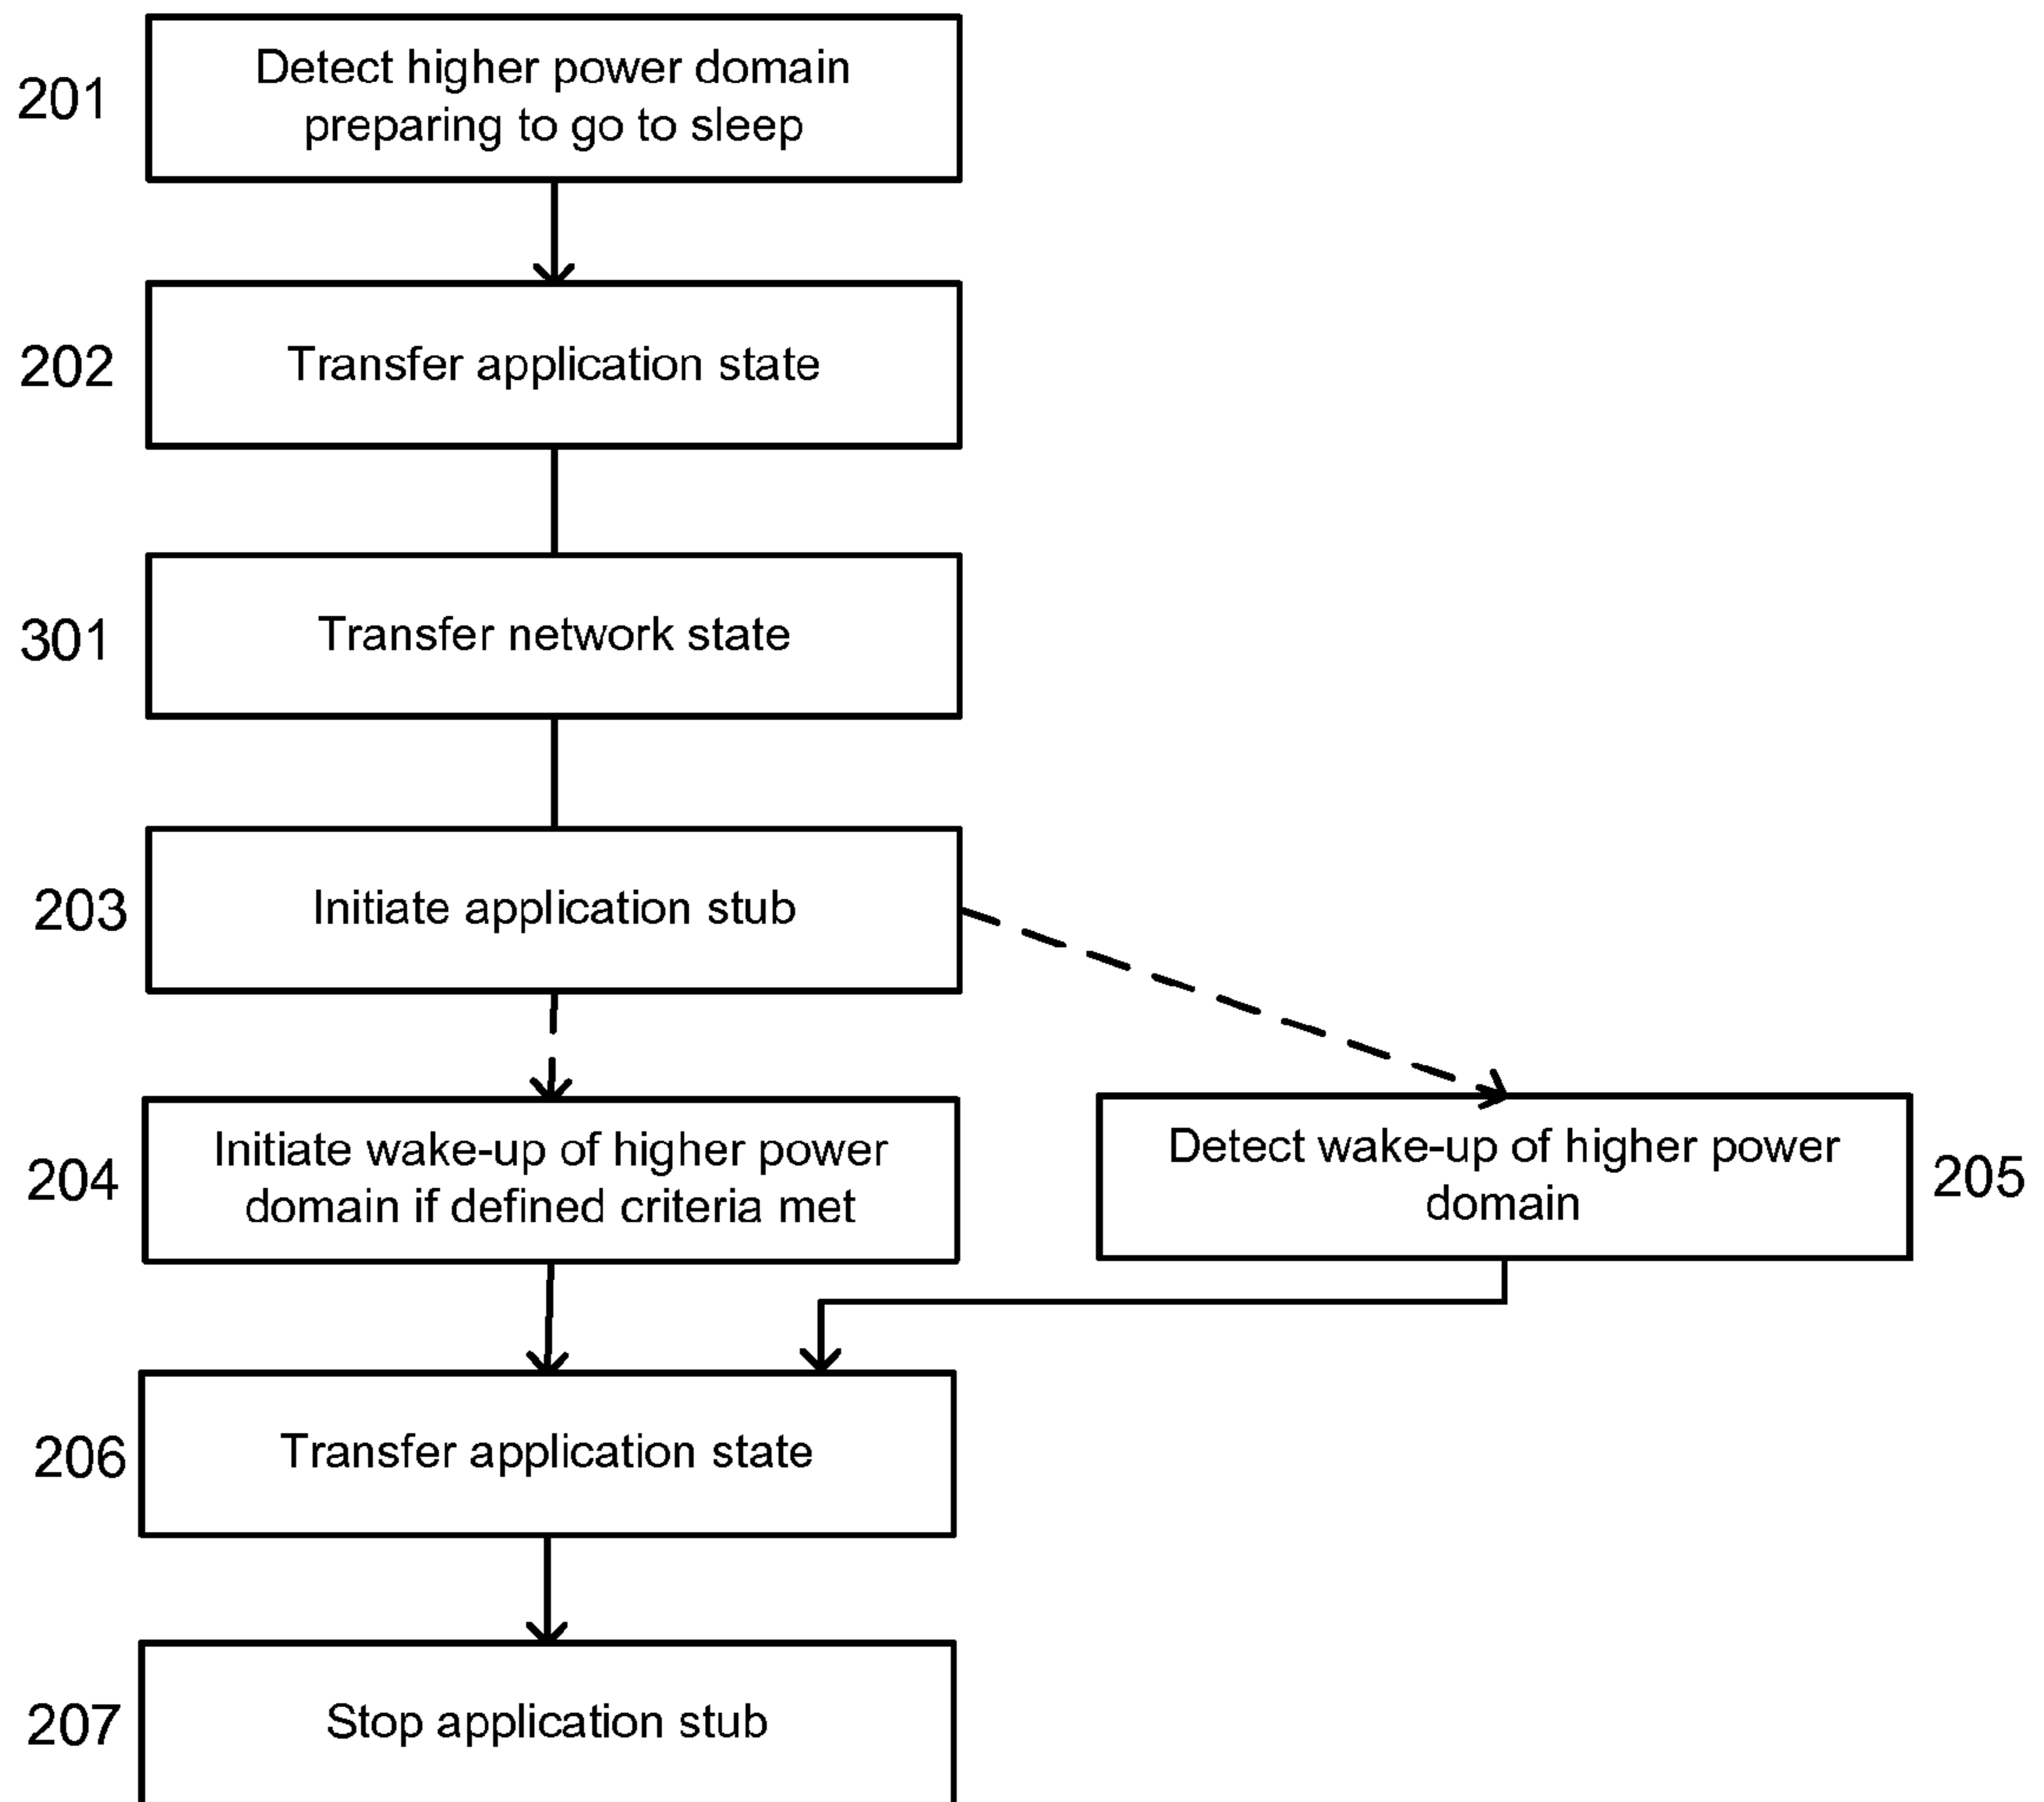 201
Detect higher power domain
preparing to go to sleep
202
Transfer application state
301
Transfer network state
203
Initiate application stub
204
Initiate wake-up of higher power
domain if defined criteria met
Detect wake-up of higher power
domain
205
206
Transfer application state
207
Stop application stub